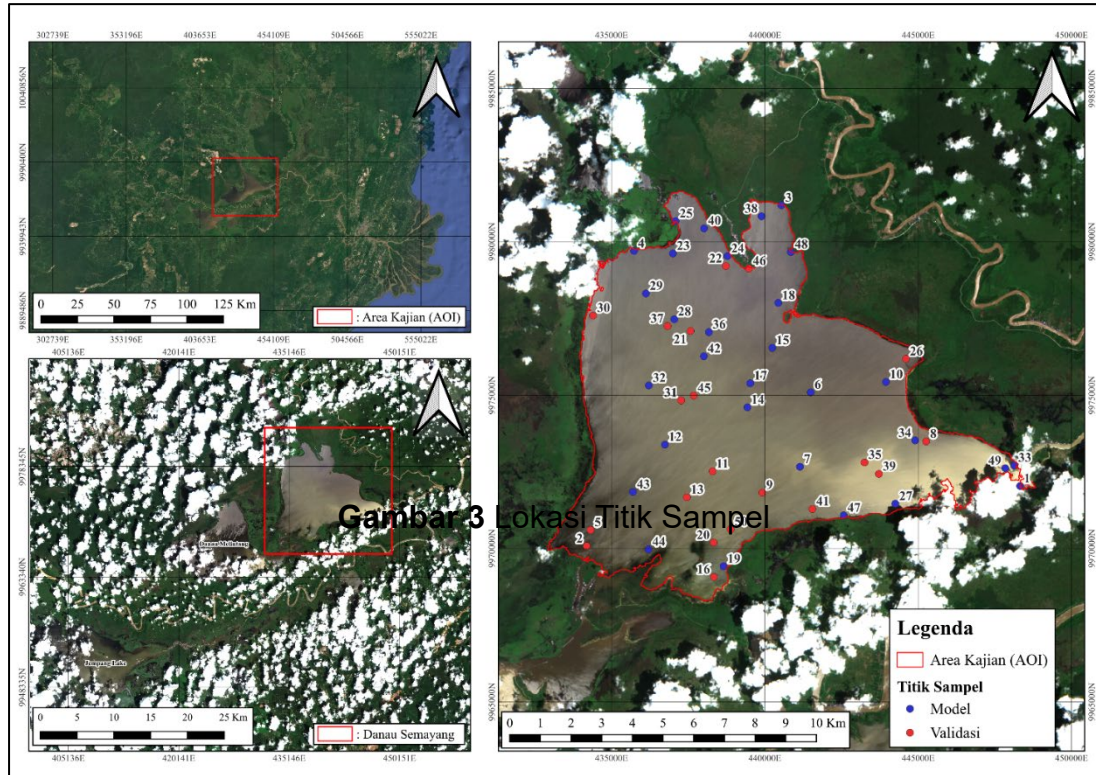 302739E 353196E 403653E 454109E 504566E 555022E
10040856N
9990400N
9939943N
9889486N
0 25 50 75 100 125 Km
: Area Kajian (AOI)
302739E 353196E 403653E 454109E 504566E 555022E
405136E 420141E 435146E 450151E
9978345N
9963340N
9948335N
Danau Melintang
Jempang Lake
0 5 10 15 20 25 Km
: Danau Semayang
405136E 420141E 435146E 450151E
435000E 440000E 445000E 450000E
9985000N
9980000N
9975000N
9970000N
9965000N
3
38
25
40
4
23
24
48
22
46
29
18
30
28
37
21
36
15
42
26
32
17
10
31
45
6
14
12
34
8
35
7
11
39
49
33
1
43
13
9
27
41
47
5
2
20
44
19
16
Gambar 3 Lokasi Titik Sampel
Legenda
Area Kajian (AOI)
Titik Sampel
Model
Validasi
0 1 2 3 4 5 6 7 8 9 10 Km
435000E 440000E 445000E 450000E